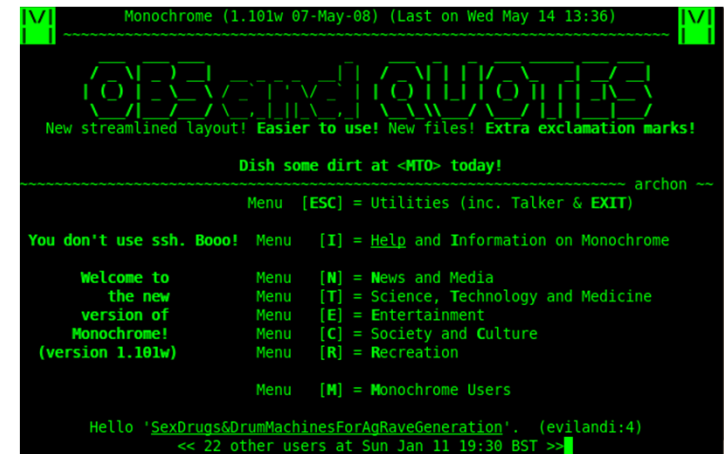 Monochrome (1.101w 07-May-08) (Last on Wed May 14 13:36)
OBS and QUOTES
New streamlined layout! Easier to use! New files! Extra exclamation marks!
Dish some dirt at <MTO> today!
archon ~~
Menu [ESC] = Utilities (inc. Talker & EXIT)
You don't use ssh. Booo! Menu [I] = Help and Information on Monochrome
Welcome to Menu [N] = News and Media
the new Menu [T] = Science, Technology and Medicine
version of Menu [E] = Entertainment
Monochrome! Menu [C] = Society and Culture
(version 1.101w) Menu [R] = Recreation
Menu [M] = Monochrome Users
Hello 'SexDrugs&DrumMachinesForAgRaveGeneration'. (evilandi:4)
<< 22 other users at Sun Jan 11 19:30 BST >>